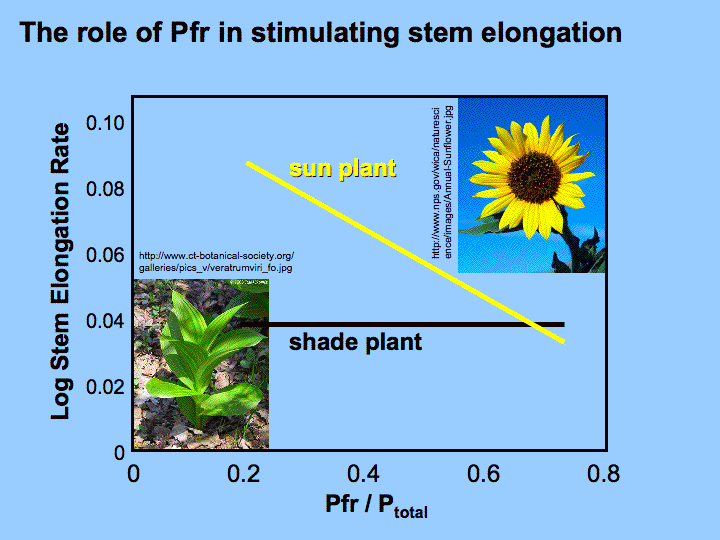 The role of Pfr in stimulating stem elongation
Log Stem Elongation Rate
0.10
0.08
0.06
0.04
0.02
0
sun plant
http://www.nps.gov/wica/naturesci
ence/images/Annual-Sunflower.jpg
http://www.ct-botanical-society.org/
galleries/pics_v/veratrumviri_fo.jpg
shade plant
0 0.2 0.4 0.6 0.8
Pfr / Ptotal